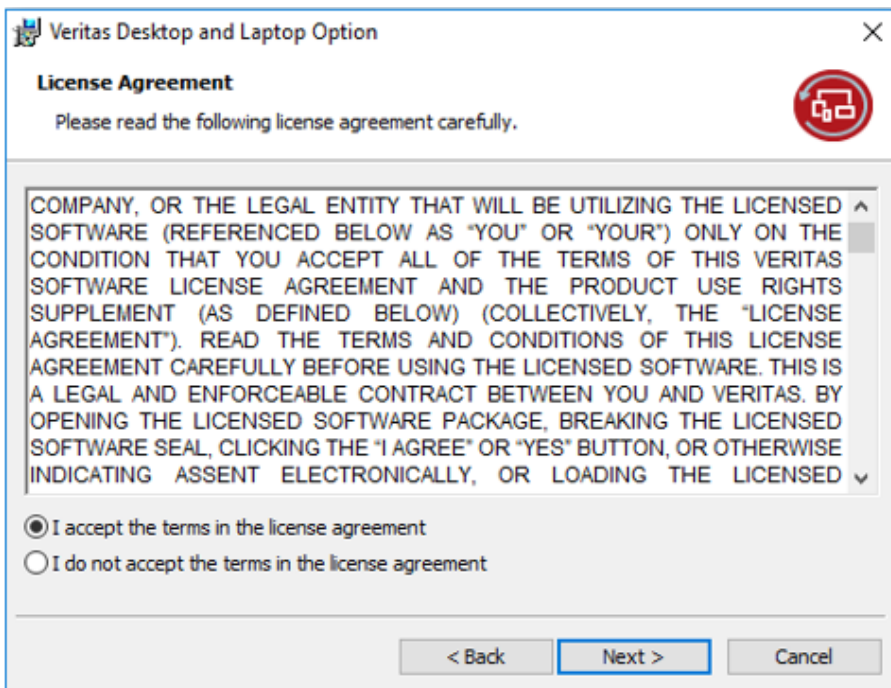 Veritas Desktop and Laptop Option
License Agreement
Please read the following license agreement carefully.
COMPANY, OR THE LEGAL ENTITY THAT WILL BE UTILIZING THE LICENSED
SOFTWARE (REFERENCED BELOW AS “YOU” OR “YOUR”) ONLY ON THE
CONDITION THAT YOU ACCEPT ALL OF THE TERMS OF THIS VERITAS
SOFTWARE LICENSE AGREEMENT AND THE PRODUCT USE RIGHTS
SUPPLEMENT (AS DEFINED BELOW) (COLLECTIVELY, THE “LICENSE
AGREEMENT”). READ THE TERMS AND CONDITIONS OF THIS LICENSE
AGREEMENT CAREFULLY BEFORE USING THE LICENSED SOFTWARE. THIS IS
A LEGAL AND ENFORCEABLE CONTRACT BETWEEN YOU AND VERITAS. BY
OPENING THE LICENSED SOFTWARE PACKAGE, BREAKING THE LICENSED
SOFTWARE SEAL, CLICKING THE “I AGREE” OR “YES” BUTTON, OR OTHERWISE
INDICATING ASSENT ELECTRONICALLY, OR LOADING THE LICENSED
I accept the terms in the license agreement
I do not accept the terms in the license agreement
< Back Next > Cancel